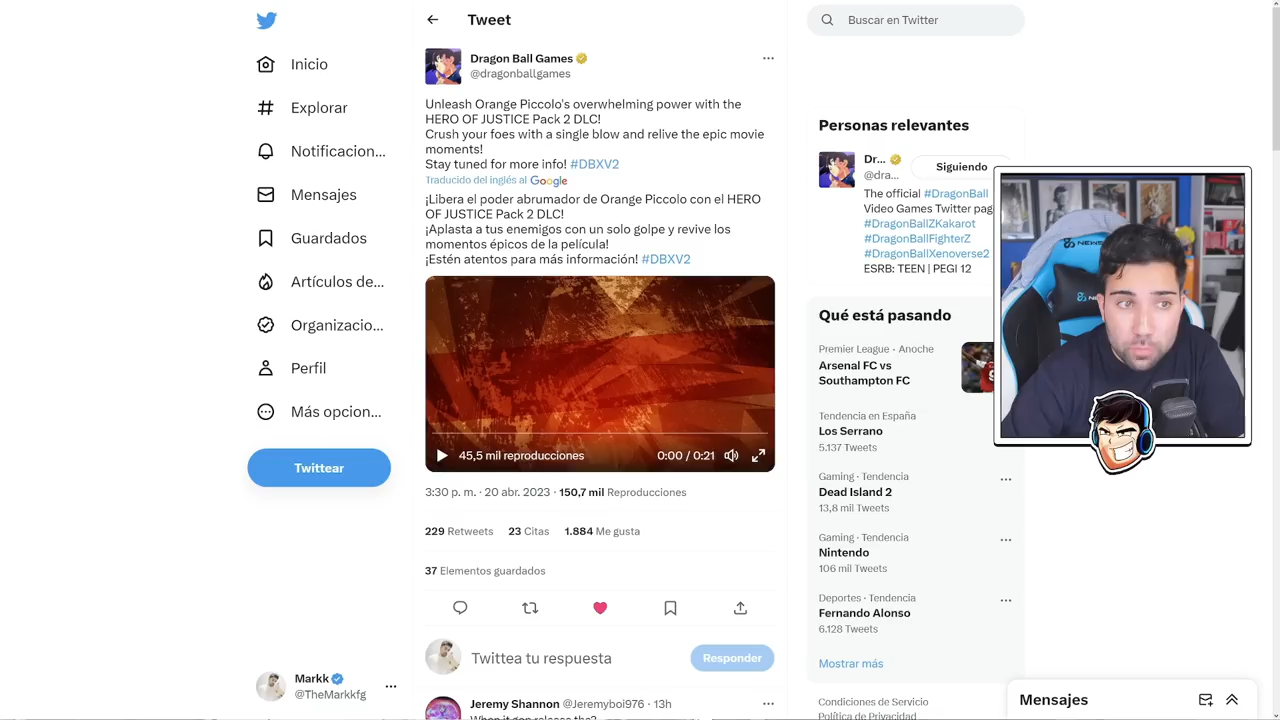 Tweet
Buscar en Twitter
Inicio
Explorar
Notificacion...
Mensajes
Guardados
Artículos de...
Organizacio...
Perfil
Más opcion...
Twittear
Markk
@TheMarkkfg
Dragon Ball Games
@dragonballgames
Unleash Orange Piccolo's overwhelming power with the
HERO OF JUSTICE Pack 2 DLC!
Crush your foes with a single blow and relive the epic movie
moments!
Stay tuned for more info! #DBXV2
Traducido del inglés al Google
¡Libera el poder abrumador de Orange Piccolo con el HERO
OF JUSTICE Pack 2 DLC!
¡Aplasta a tus enemigos con un solo golpe y revive los
momentos épicos de la película!
¡Estén atentos para más información! #DBXV2
45,5 mil reproducciones
0:00 / 0:21
3:30 p. m. · 20 abr. 2023 · 150,7 mil Reproducciones
229 Retweets 23 Citas 1.884 Me gusta
37 Elementos guardados
Twittea tu respuesta
Responder
Jeremy Shannon @Jeremyboi976 · 13h
Personas relevantes
Dr...
@dra...
Siguiendo
The official #DragonBall
Video Games Twitter pag
#DragonBallZKakarot
#DragonBallFighterZ
#DragonBallXenoverse2
ESRB: TEEN | PEGI 12
Qué está pasando
Premier League · Anoche
Arsenal FC vs
Southampton FC
Tendencia en España
Los Serrano
5.137 Tweets
Gaming · Tendencia
Dead Island 2
13,8 mil Tweets
Gaming · Tendencia
Nintendo
106 mil Tweets
Deportes · Tendencia
Fernando Alonso
6.128 Tweets
Mostrar más
Condiciones de Servicio
Política de Privacidad
Mensajes